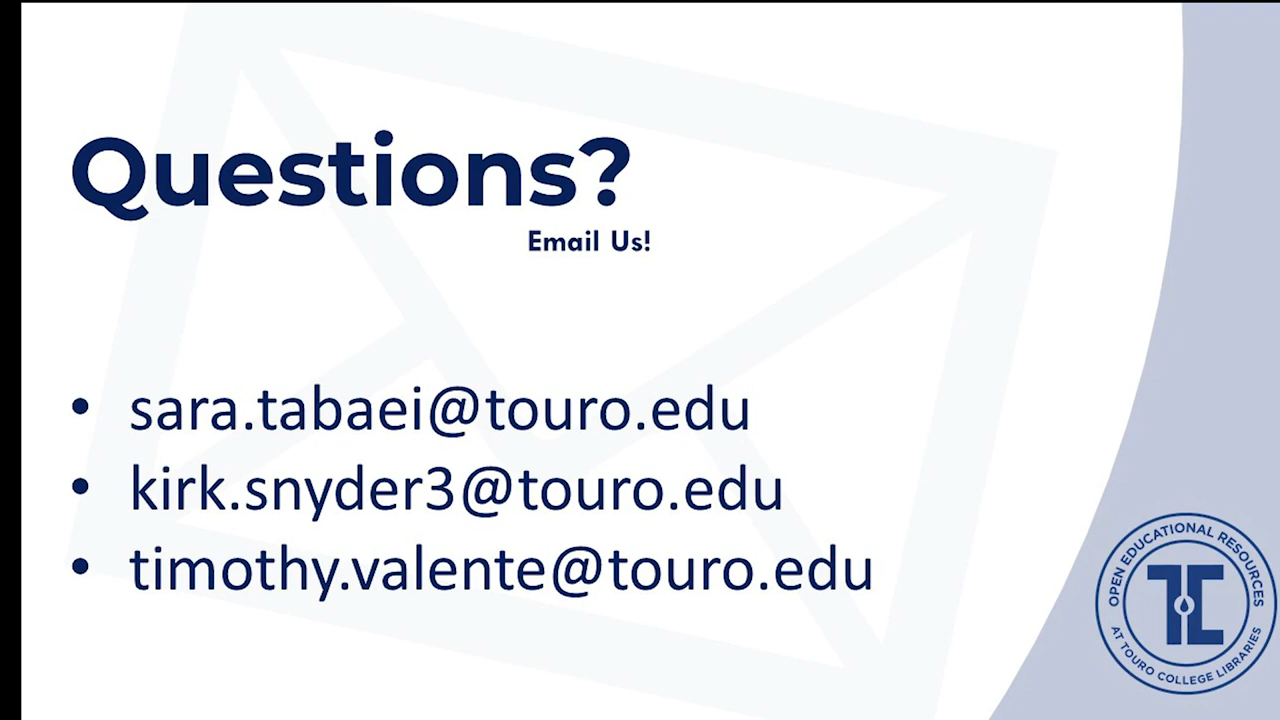 Questions?
Email Us!
• sara.tabaei@touro.edu
• kirk.snyder3@touro.edu
• timothy.valente@touro.edu
OPEN EDUCATIONAL RESOURCES
TC
AT TOURO COLLEGE LIBRARIES